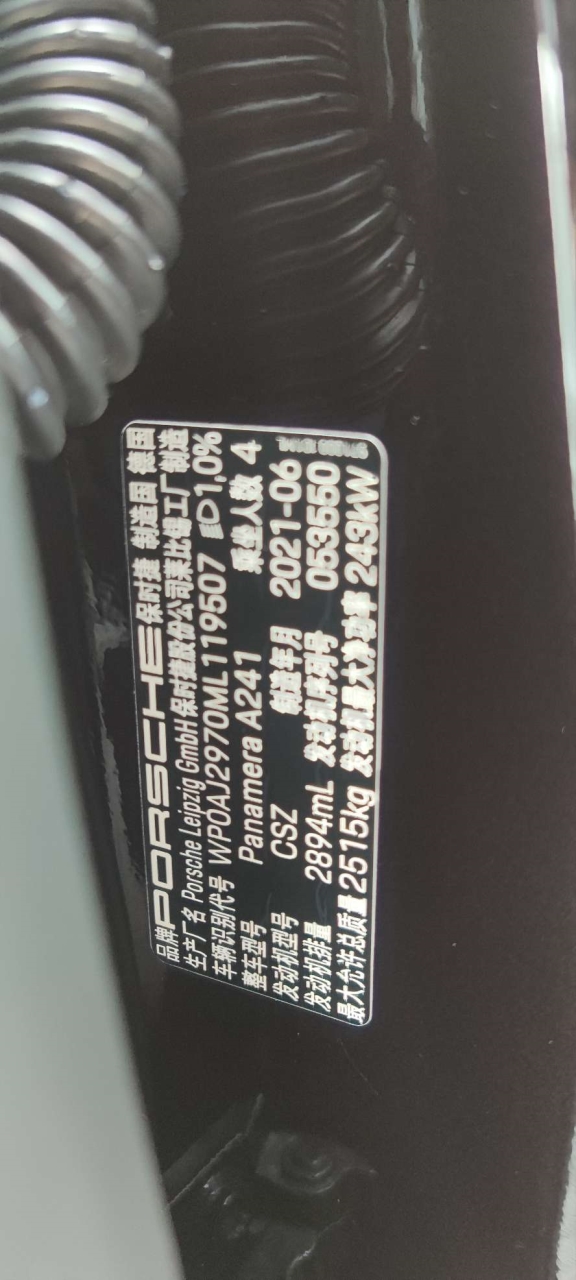 品牌 PORSCHE 保时捷 制造国 德国
生产厂名 Porsche Leipzig GmbH 保时捷股份公司莱比锡工厂制造
车辆识别代号 WP0AJ2970ML119507 1,0%
整车型号 Panamera A241 乘坐人数 4
发动机型号 CSZ 制造年月 2021-06
发动机排量 2894mL 发动机序列号 053550
最大允许总质量 2515kg 发动机最大净功率 243kW